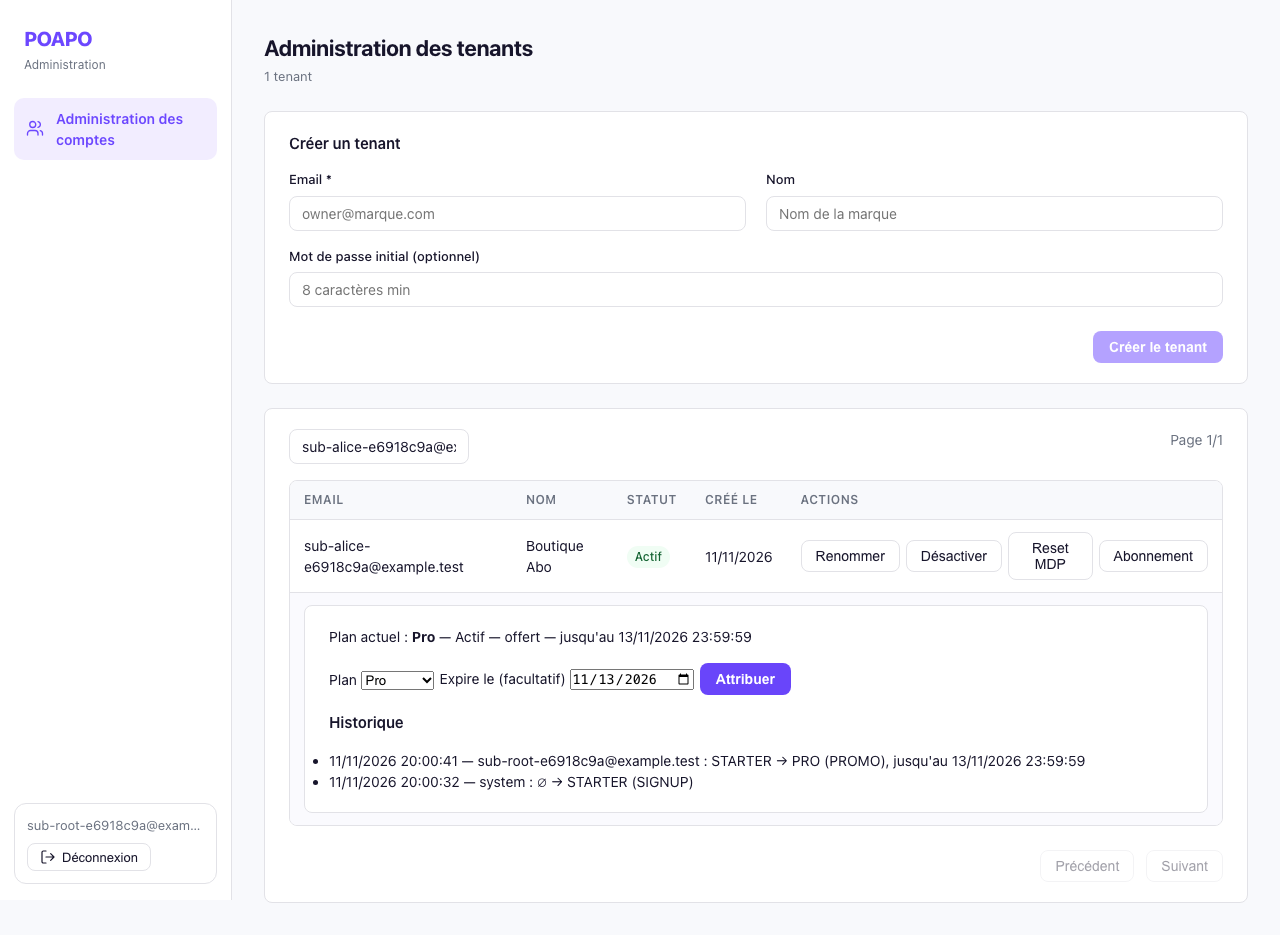 POAPO
Administration
Administration des
comptes
sub-root-e6918c9a@exam...
Déconnexion
Administration des tenants
1 tenant
Créer un tenant
Email *
Nom
owner@marque.com
Nom de la marque
Mot de passe initial (optionnel)
8 caractères min
Créer le tenant
sub-alice-e6918c9a@e
Page 1/1
EMAIL NOM STATUT CRÉÉ LE ACTIONS
sub-alice-
e6918c9a@example.test
Boutique
Abo
Actif
11/11/2026
Renommer
Désactiver
Reset
MDP
Abonnement
Plan actuel : Pro — Actif — offert — jusqu'au 13/11/2026 23:59:59
Plan Pro Expire le (facultatif) 11/13/2026 Attribuer
Historique
11/11/2026 20:00:41 — sub-root-e6918c9a@example.test : STARTER → PRO (PROMO), jusqu'au 13/11/2026 23:59:59
11/11/2026 20:00:32 — system : ∅ → STARTER (SIGNUP)
Précédent
Suivant